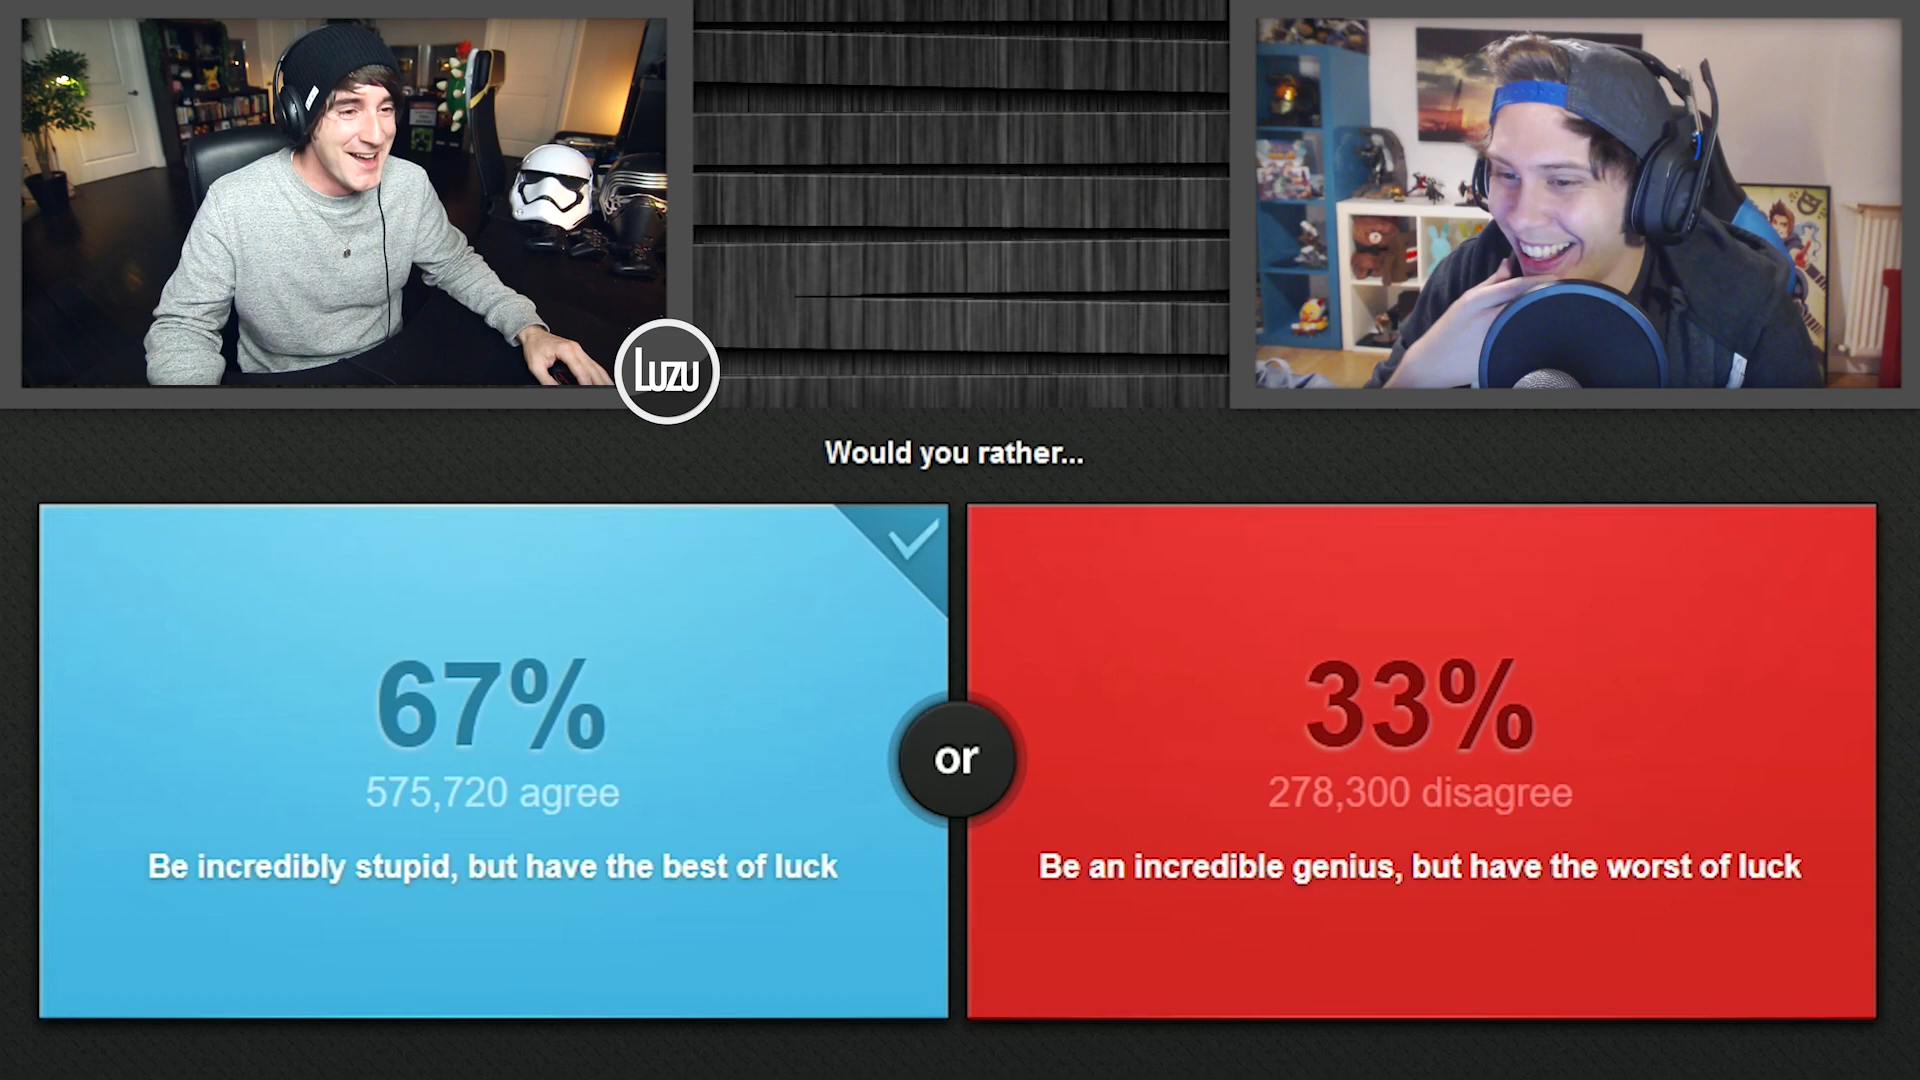 Luzu
Would you rather...
67%
575,720 agree
Be incredibly stupid, but have the best of luck
or
33%
278,300 disagree
Be an incredible genius, but have the worst of luck